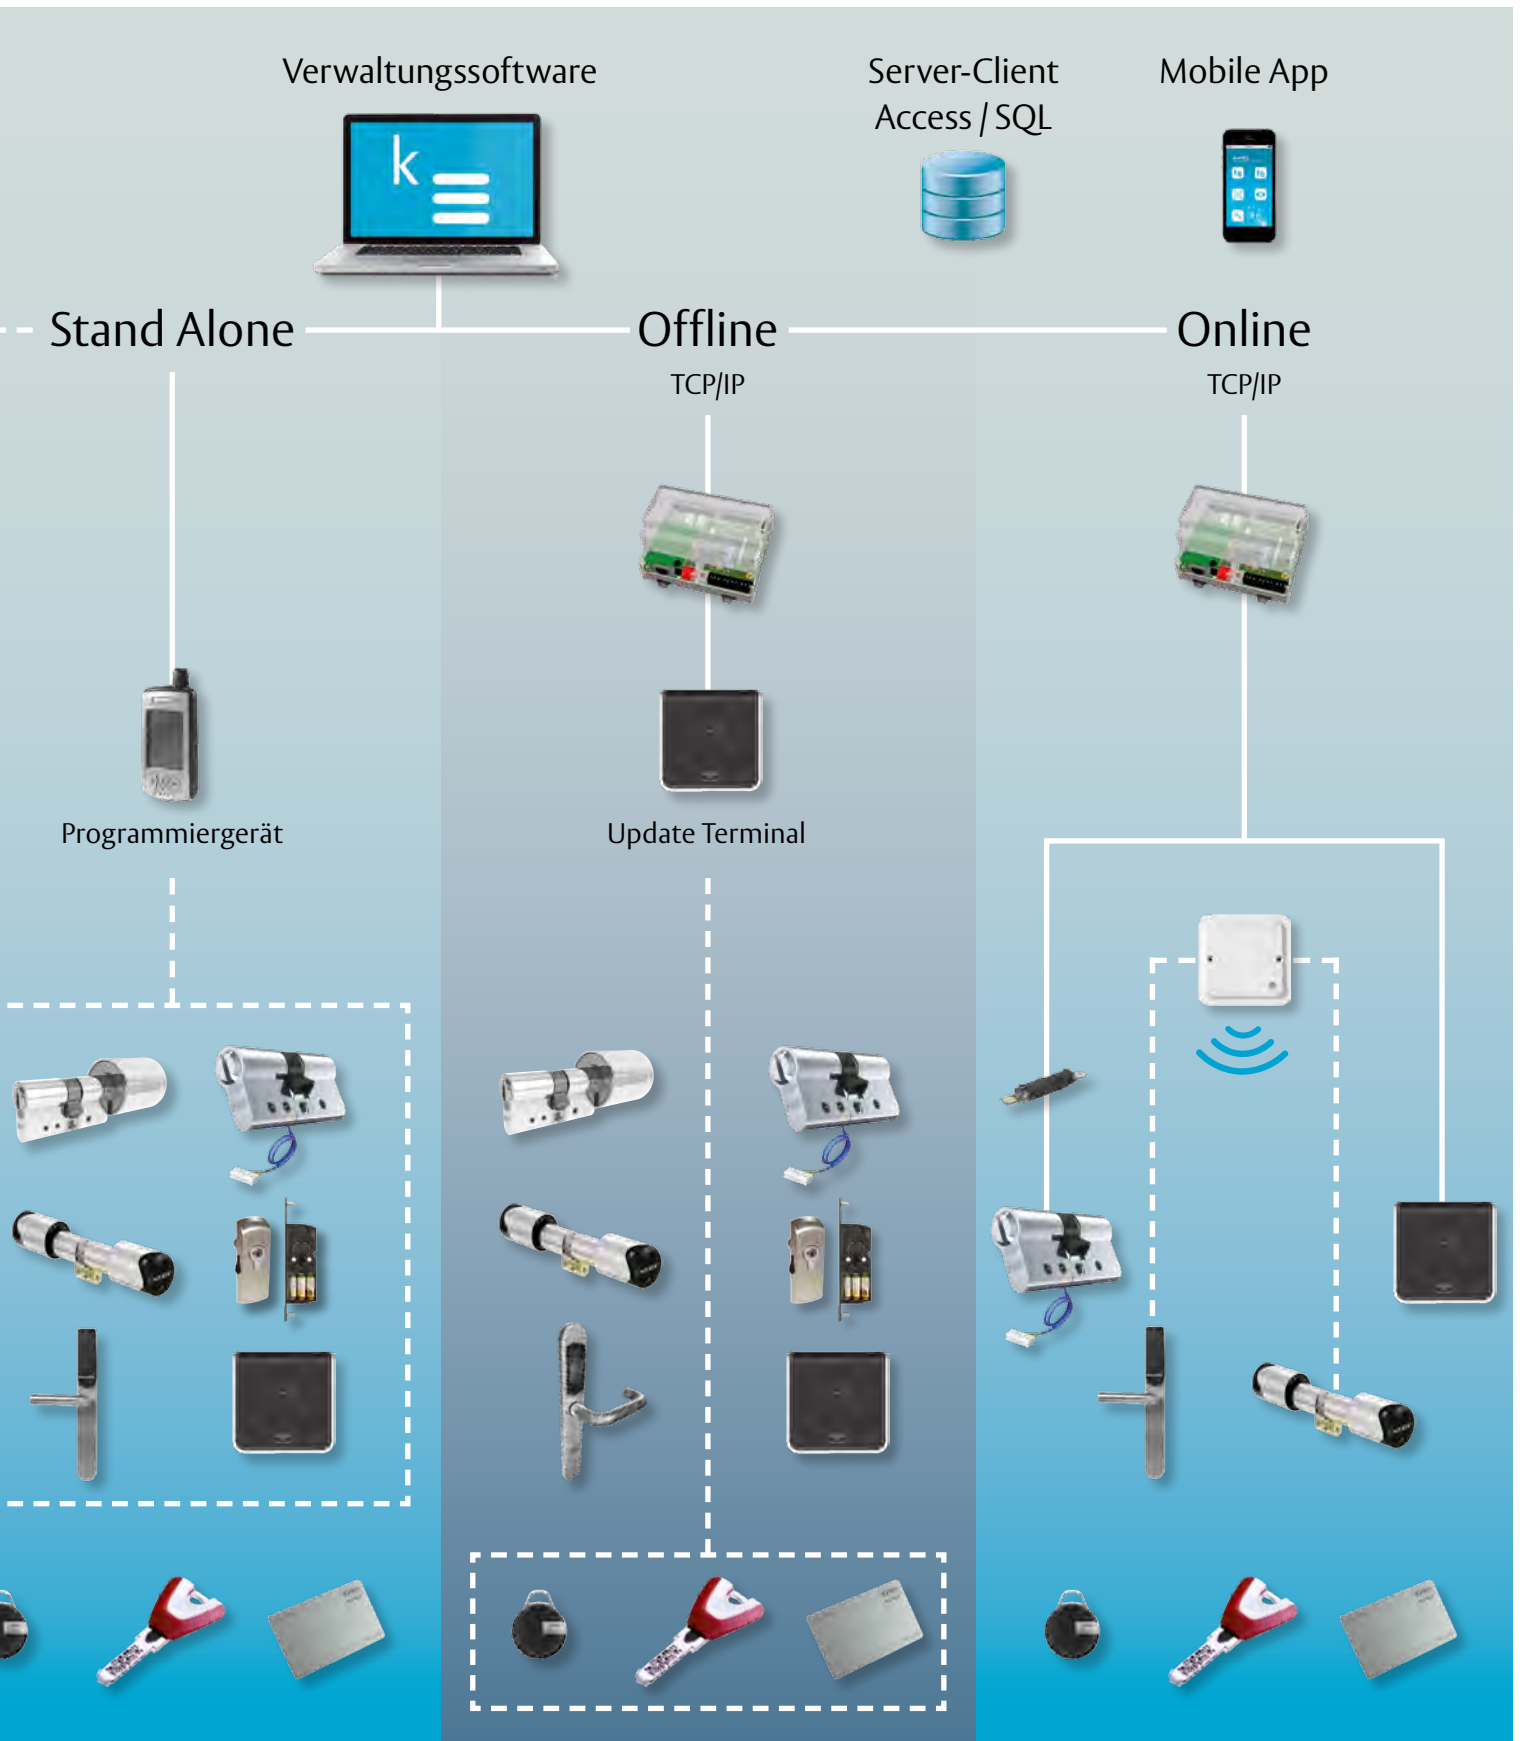 Verwaltungssoftware
Server-Client
Access / SQL
Mobile App
k
Stand Alone
Offline
Online
TCP/IP
TCP/IP
Programmiergerät
Update Terminal